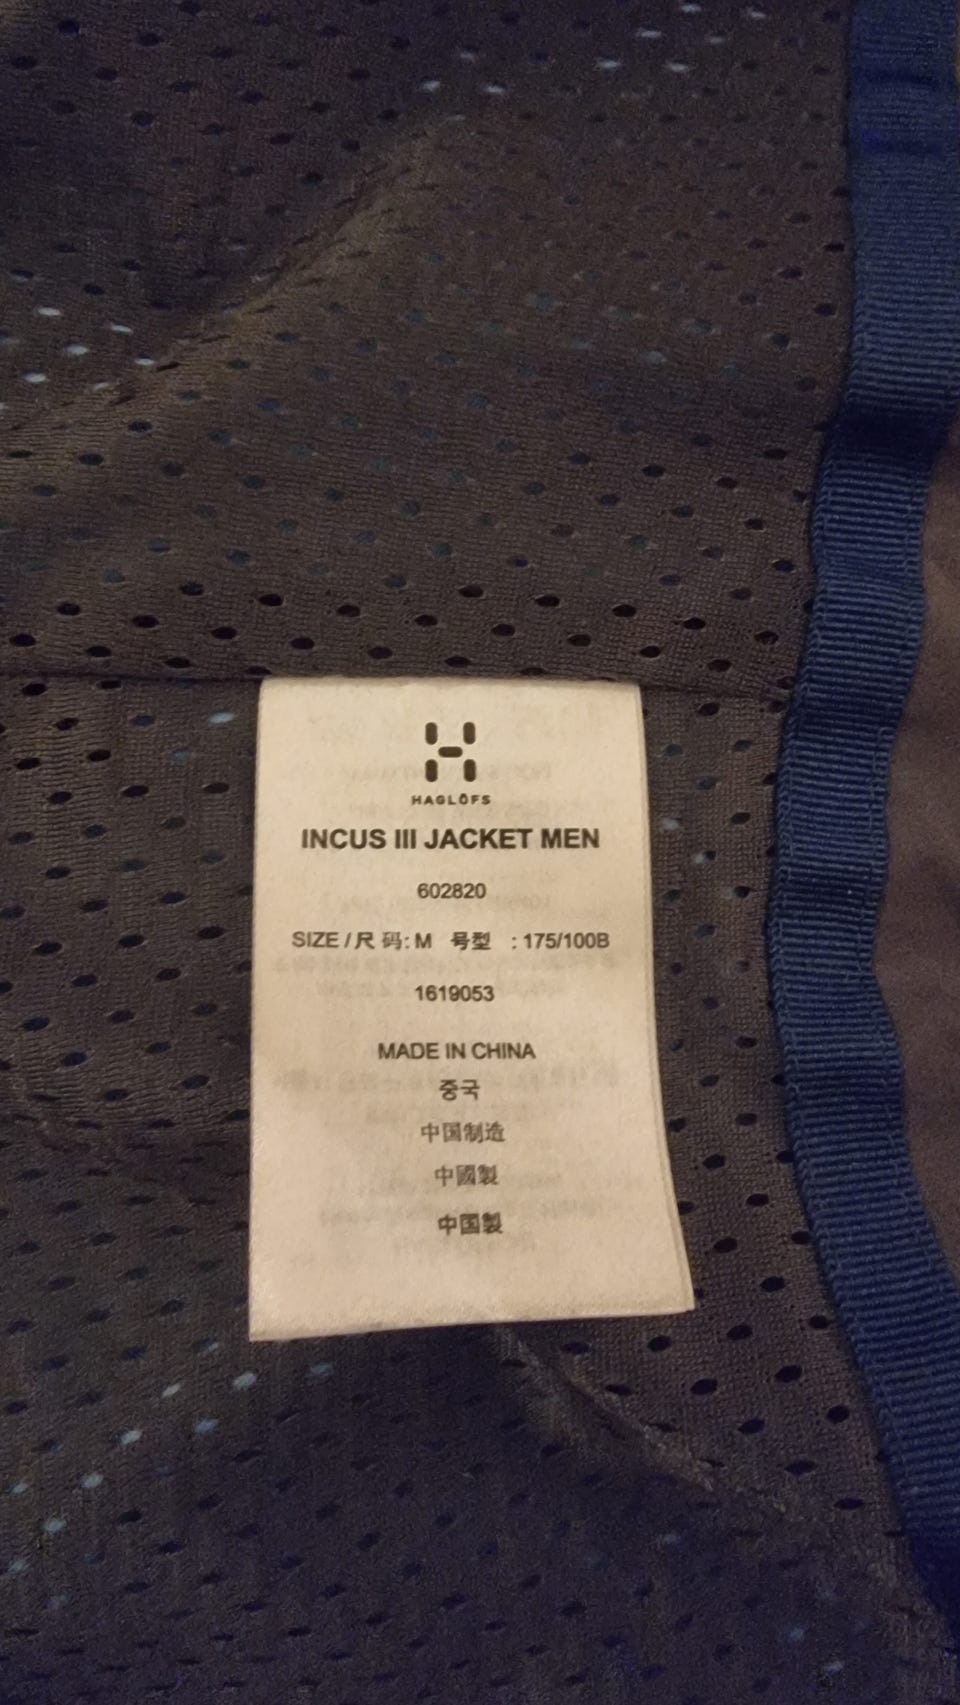 HAGLÖFS
INCUS III JACKET MEN
602820
SIZE / 尺 码: M 号型 : 175/100B
1619053
MADE IN CHINA
중국
中国制造
中國製
中国製